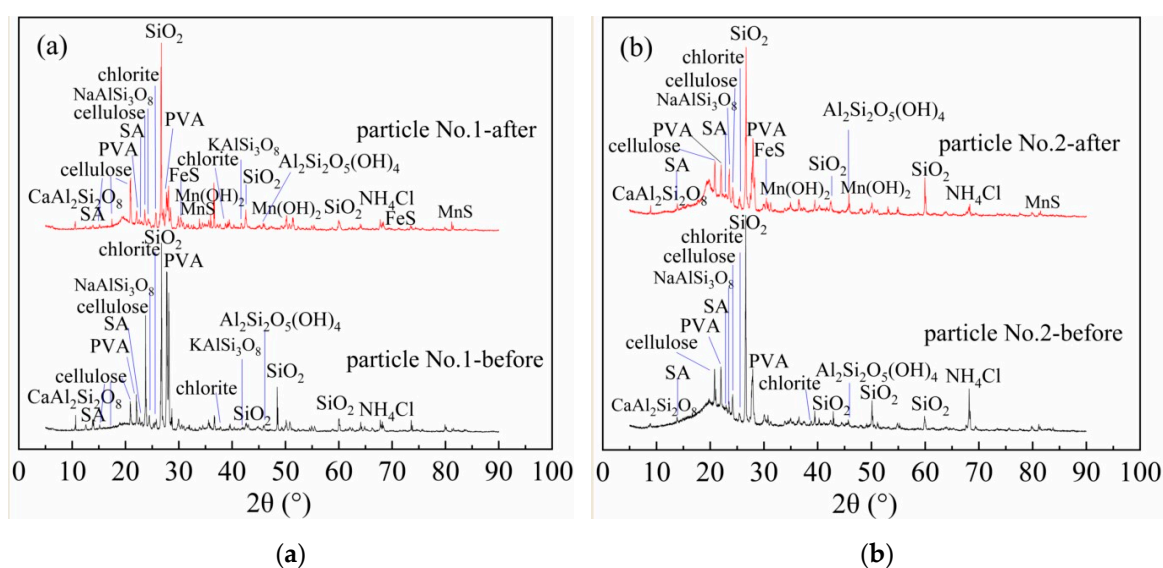 (a)
SiO₂
chlorite
NaAlSi₃O₈
cellulose
SA
PVA
PVA
particle No.1-after
cellulose
FeS
chlorite
KAlSi₃O₈
SiO₂
Al₂Si₂O₅(OH)₄
CaAl₂Si₂O₈
SA
Mn(OH)₂
MnS
Mn(OH)₂
SiO₂
NH₄Cl
FeS
MnS
SiO₂
chlorite
PVA
NaAlSi₃O₈
cellulose
SA
PVA
Al₂Si₂O₅(OH)₄
KAlSi₃O₈
particle No.1-before
cellulose
CaAl₂Si₂O₈
SA
chlorite
SiO₂
SiO₂
SiO₂
NH₄Cl
0 10 20 30 40 50 60 70 80 90 100
2θ (°)
(b)
SiO₂
chlorite
cellulose
NaAlSi₃O₈
PVA
SA
PVA
Al₂Si₂O₅(OH)₄
particle No.2-after
cellulose
FeS
SA
SiO₂
SiO₂
CaAl₂Si₂O₈
Mn(OH)₂
Mn(OH)₂
NH₄Cl
MnS
SiO₂
chlorite
cellulose
NaAlSi₃O₈
SA
PVA
particle No.2-before
cellulose
PVA
SA
chlorite
Al₂Si₂O₅(OH)₄
NH₄Cl
CaAl₂Si₂O₈
SiO₂
SiO₂
SiO₂
0 10 20 30 40 50 60 70 80 90 100
2θ (°)
(a)
(b)